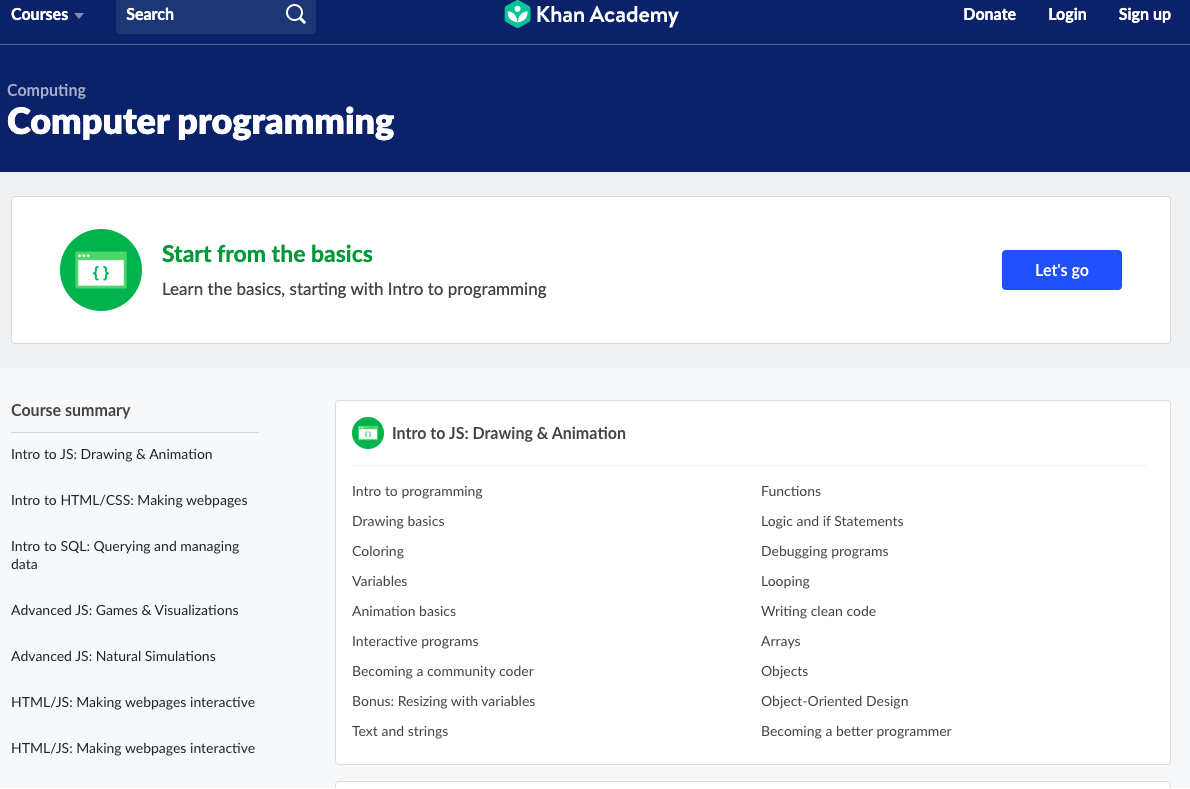 Courses
Search
Khan Academy
Donate
Login
Sign up
Computing
Computer programming
{ }
Start from the basics
Learn the basics, starting with Intro to programming
Let's go
Course summary
Intro to JS: Drawing & Animation
Intro to HTML/CSS: Making webpages
Intro to SQL: Querying and managing
data
Advanced JS: Games & Visualizations
Advanced JS: Natural Simulations
HTML/JS: Making webpages interactive
HTML/JS: Making webpages interactive
{}
Intro to JS: Drawing & Animation
Intro to programming
Drawing basics
Coloring
Variables
Animation basics
Interactive programs
Becoming a community coder
Bonus: Resizing with variables
Text and strings
Functions
Logic and if Statements
Debugging programs
Looping
Writing clean code
Arrays
Objects
Object-Oriented Design
Becoming a better programmer